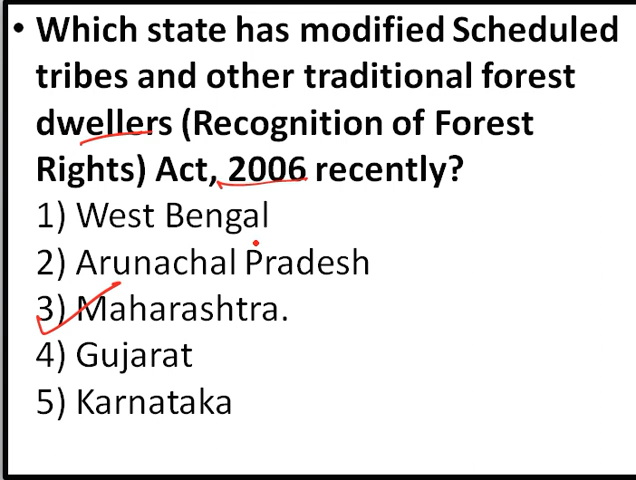 • Which state has modified Scheduled
tribes and other traditional forest
dwellers (Recognition of Forest
Rights) Act, 2006 recently?
1) West Bengal
2) Arunachal Pradesh
3) Maharashtra.
4) Gujarat
5) Karnataka